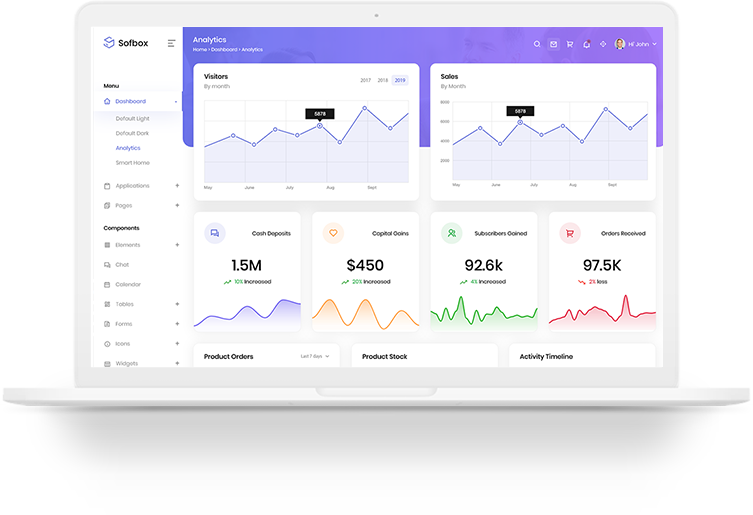 Sofbox
Analytics
Home › Dashboard › Analytics
Hi' John
Menu
Dashboard
Default Light
Default Dark
Analytics
Smart Home
Applications
Pages
Components
Elements
Chat
Calendar
Tables
Forms
Icons
Widgets
Visitors
By month
2017 2018 2019
5878
May June July Aug Sept
Sales
By Month
8000
6000
4000
2000
5878
May June July Aug Sept
Cash Deposits
1.5M
10% Increased
Capital Gains
$450
20% Increased
Subscribers Gained
92.6k
4% Increased
Orders Received
97.5K
2% loss
Product Orders
Last 7 days
Product Stock
Activity Timeline